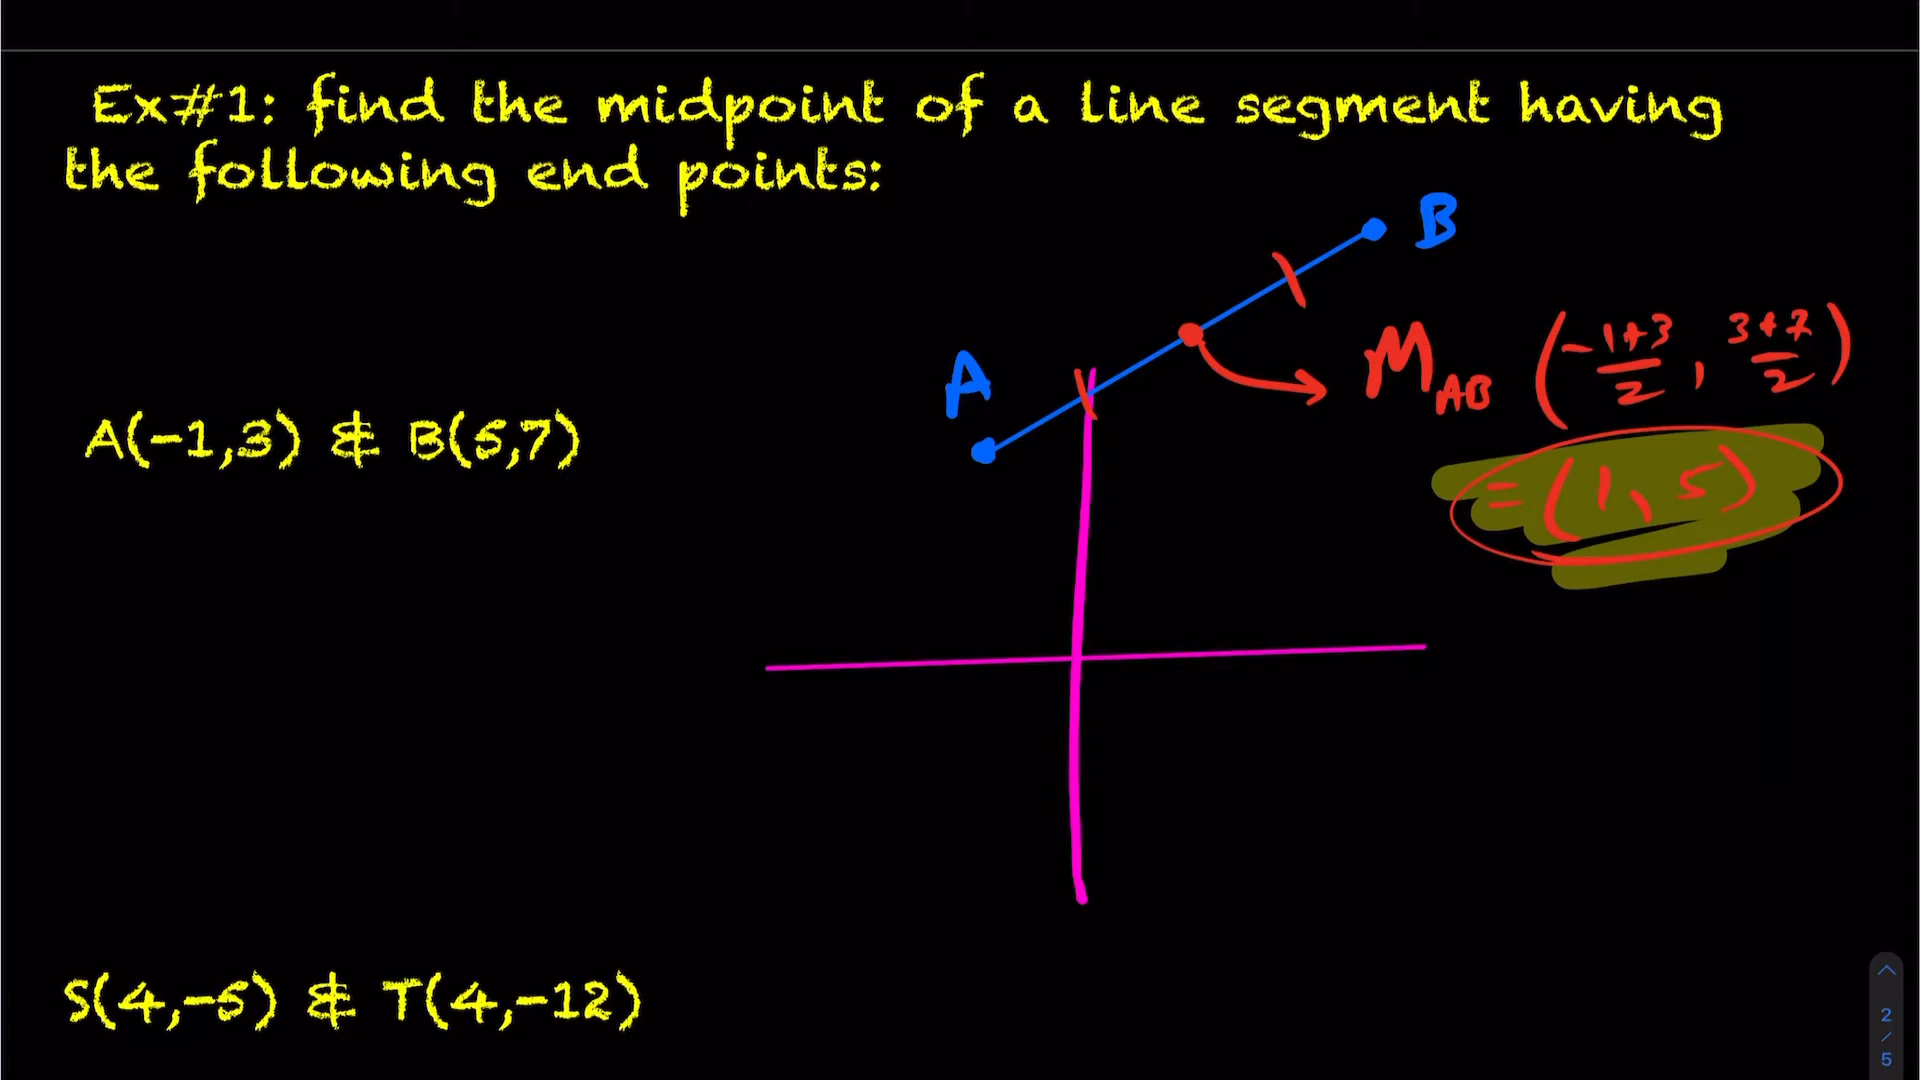 Ex#1: find the midpoint of a line segment having
the following end points:
B
A
M_AB (-1+3/2, 3+7/2)
A(-1,3) & B(5,7)
= (1, 5)
S(4,-5) & T(4,-12)
2
/
5